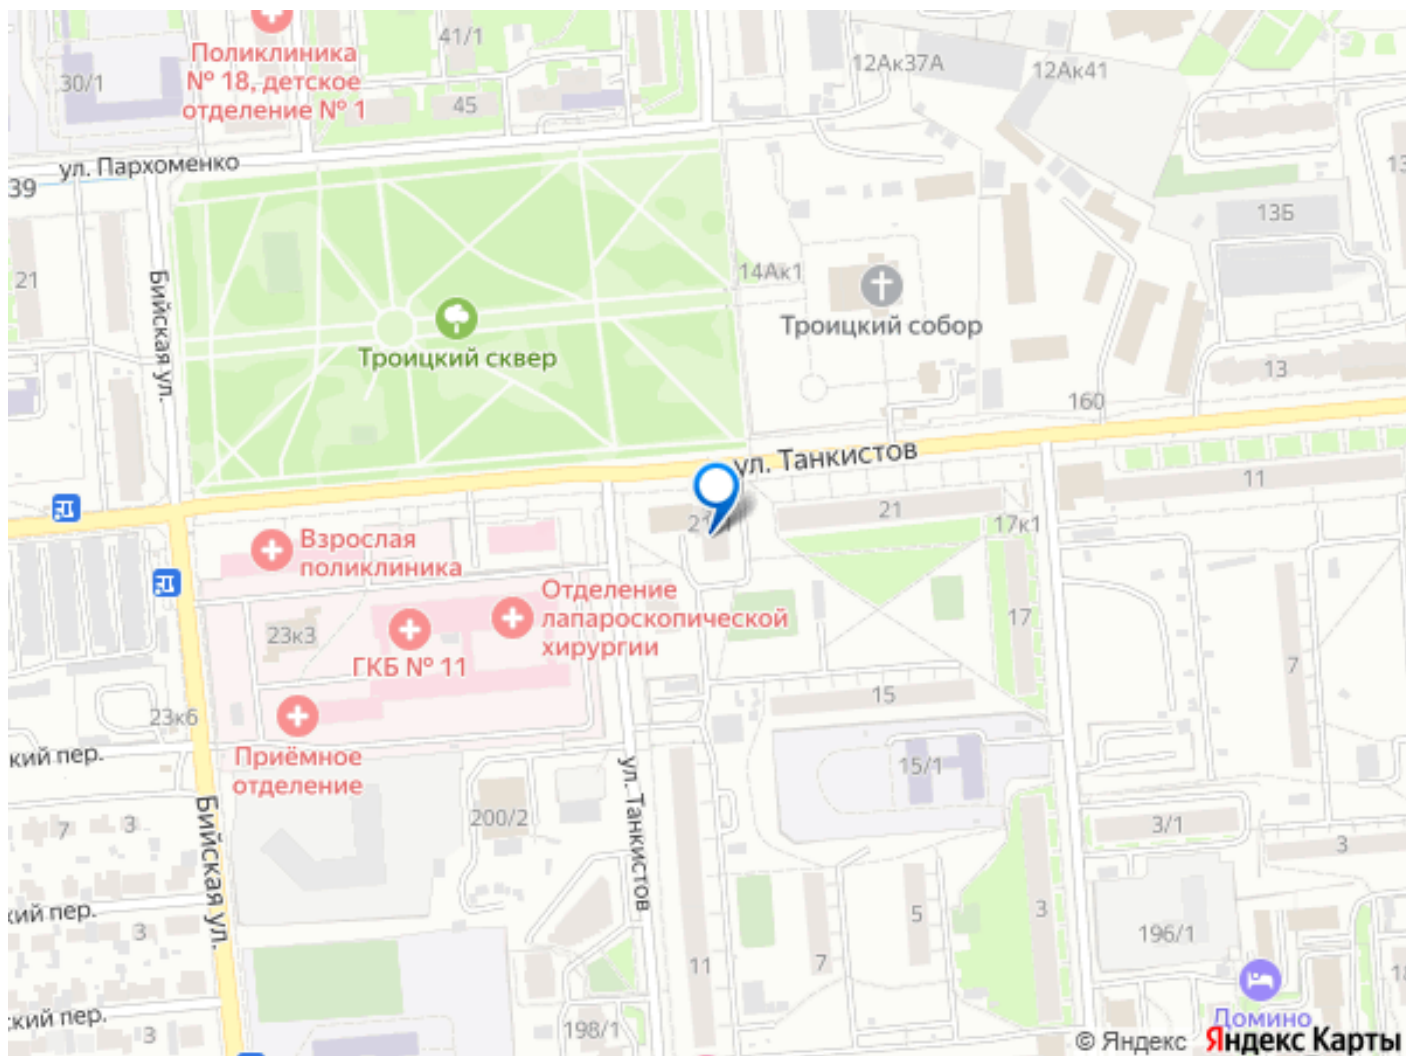 41/1
Поликлиника
№ 18, детское
отделение № 1
30/1
45
12Ак37А
12Ак41
ул. Пархоменко
39
13
13Б
21
Бийская ул.
14Ак1
Троицкий собор
Троицкий сквер
13
160
ул. Танкистов
11
21
17к1
Взрослая
поликлиника
Отделение
лапароскопической
хирургии
23к3
ГКБ № 11
17
7
15
23к6
кий пер.
Приёмное
отделение
15/1
ул. Танкистов
200/2
7
3
3/1
3
Бийская ул.
кий пер.
3
5
3
196/1
11
7
18
кий пер.
3
198/1
Домино
© Яндекс Яндекс Карты